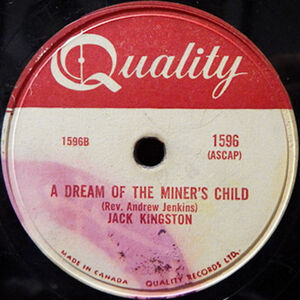 Quality
1596B
1596
(ASCAP)
A DREAM OF THE MINER'S CHILD
(Rev. Andrew Jenkins)
JACK KINGSTON
MADE IN CANADA
QUALITY RECORDS LTD.